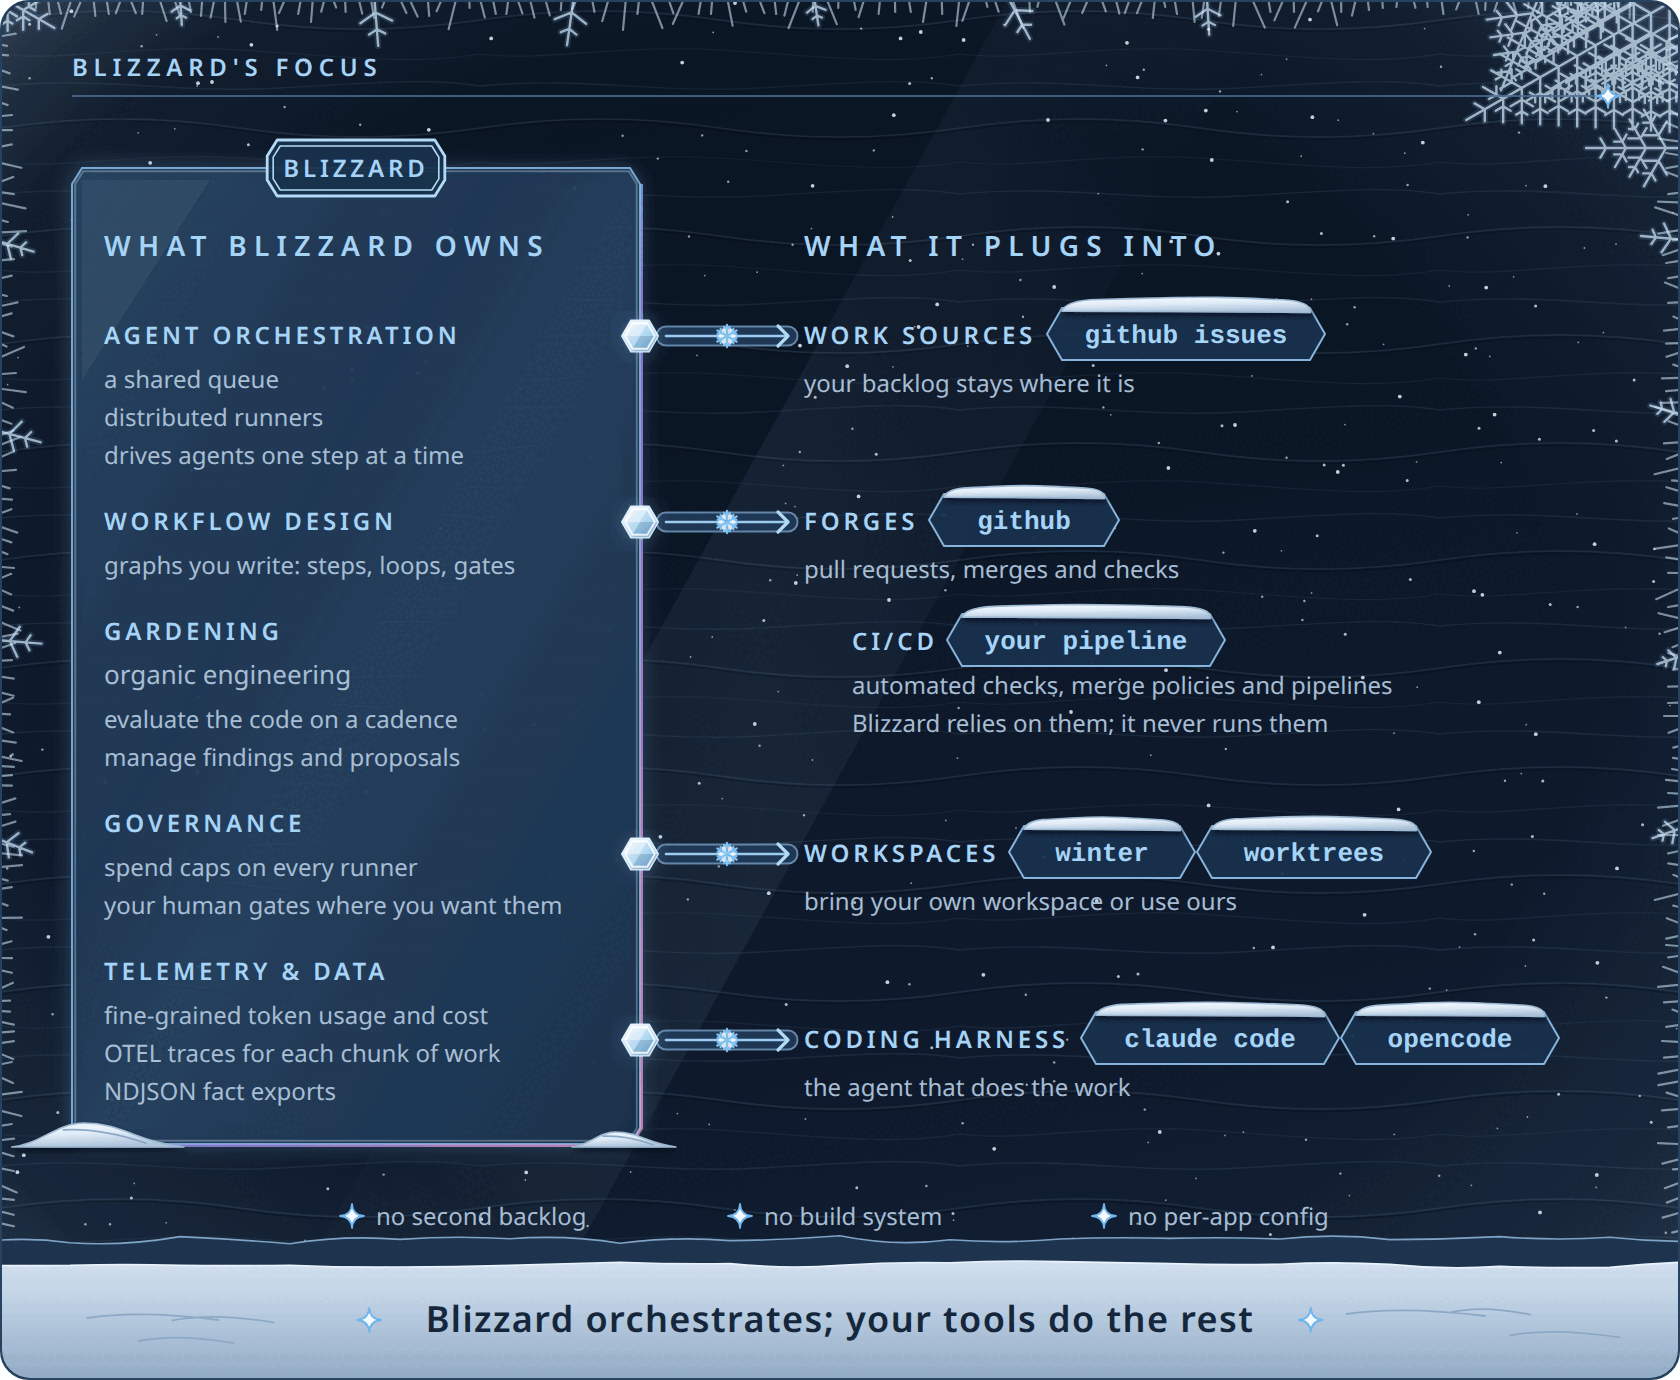 BLIZZARD'S FOCUS
BLIZZARD
WHAT BLIZZARD OWNS
AGENT ORCHESTRATION
a shared queue
distributed runners
drives agents one step at a time
WORKFLOW DESIGN
graphs you write: steps, loops, gates
GARDENING
organic engineering
evaluate the code on a cadence
manage findings and proposals
GOVERNANCE
spend caps on every runner
your human gates where you want them
TELEMETRY & DATA
fine-grained token usage and cost
OTEL traces for each chunk of work
NDJSON fact exports
WHAT IT PLUGS INTO
WORK SOURCES github issues
your backlog stays where it is
FORGES github
pull requests, merges and checks
CI/CD your pipeline
automated checks, merge policies and pipelines
Blizzard relies on them; it never runs them
WORKSPACES winter worktrees
bring your own workspace or use ours
CODING HARNESS claude code opencode
the agent that does the work
no second backlog no build system no per-app config
Blizzard orchestrates; your tools do the rest